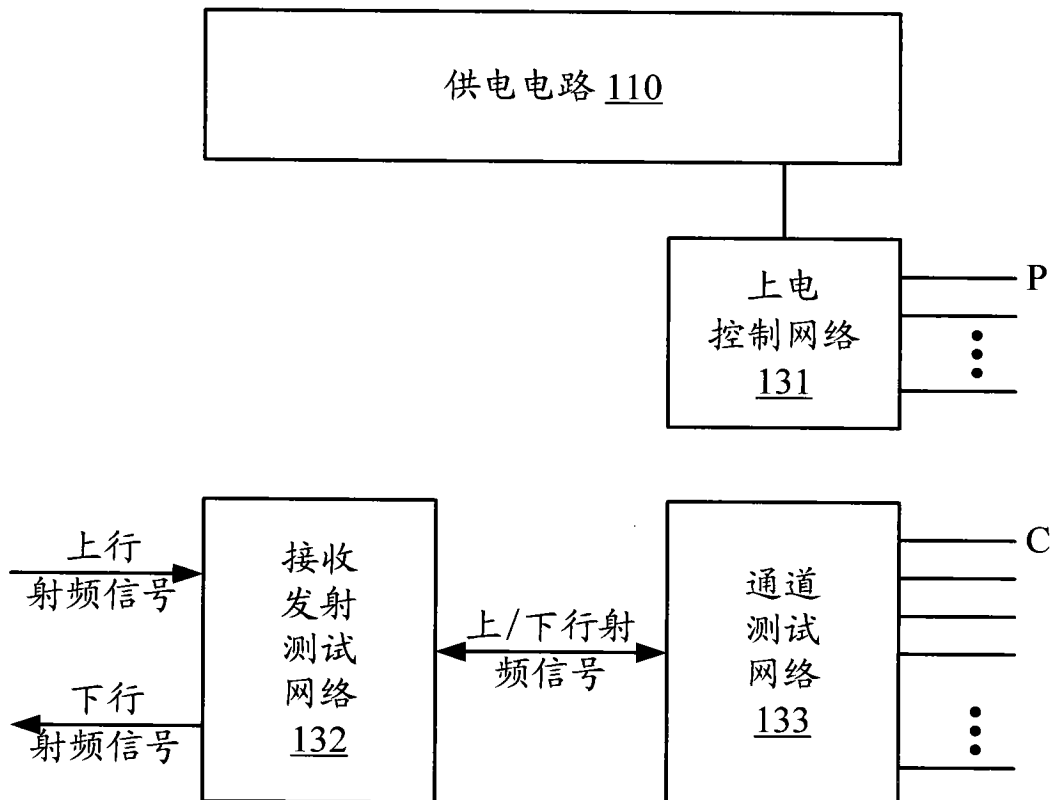 供电电路 110
上电
控制网络
131
P
上行
射频信号
下行
射频信号
接收
发射
测试
网络
132
上/下行射
频信号
通道
测试
网络
133
C